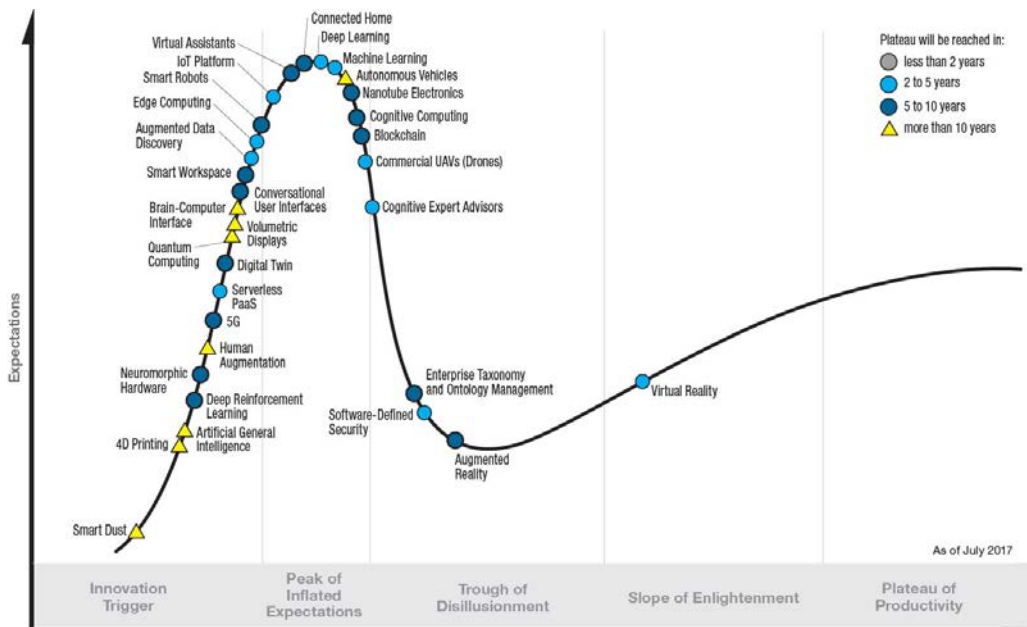 Connected Home
Deep Learning
Virtual Assistants
Machine Learning
IoT Platform
Autonomous Vehicles
Smart Robots
Nanotube Electronics
Edge Computing
Cognitive Computing
Augmented Data
Discovery
Blockchain
Commercial UAVs (Drones)
Smart Workspace
Conversational
User Interfaces
Brain-Computer
Interface
Cognitive Expert Advisors
Volumetric
Displays
Quantum
Computing
Digital Twin
Serverless
PaaS
5G
Human
Augmentation
Neuromorphic
Hardware
Deep Reinforcement
Learning
Artificial General
Intelligence
4D Printing
Smart Dust
Enterprise Taxonomy
and Ontology Management
Software-Defined
Security
Augmented
Reality
Virtual Reality
Plateau will be reached in:
less than 2 years
2 to 5 years
5 to 10 years
more than 10 years
Expectations
As of July 2017
Innovation
Trigger
Peak of
Inflated
Expectations
Trough of
Disillusionment
Slope of Enlightenment
Plateau of
Productivity